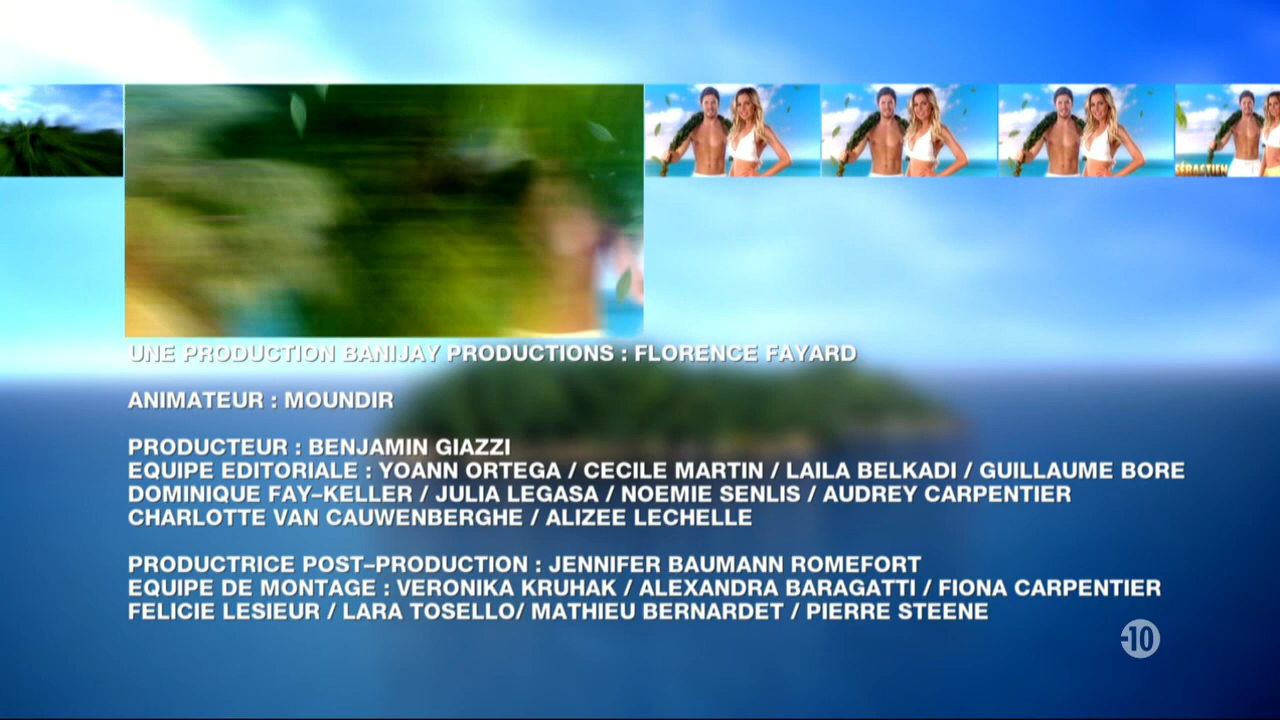 SÉBASTIEN
UNE PRODUCTION BANIJAY PRODUCTIONS : FLORENCE FAYARD
ANIMATEUR : MOUNDIR
PRODUCTEUR : BENJAMIN GIAZZI
EQUIPE EDITORIALE : YOANN ORTEGA / CECILE MARTIN / LAILA BELKADI / GUILLAUME BORE
DOMINIQUE FAY–KELLER / JULIA LEGASA / NOEMIE SENLIS / AUDREY CARPENTIER
CHARLOTTE VAN CAUWENBERGHE / ALIZEE LECHELLE
PRODUCTRICE POST–PRODUCTION : JENNIFER BAUMANN ROMEFORT
EQUIPE DE MONTAGE : VERONIKA KRUHAK / ALEXANDRA BARAGATTI / FIONA CARPENTIER
FELICIE LESIEUR / LARA TOSELLO/ MATHIEU BERNARDET / PIERRE STEENE
-10